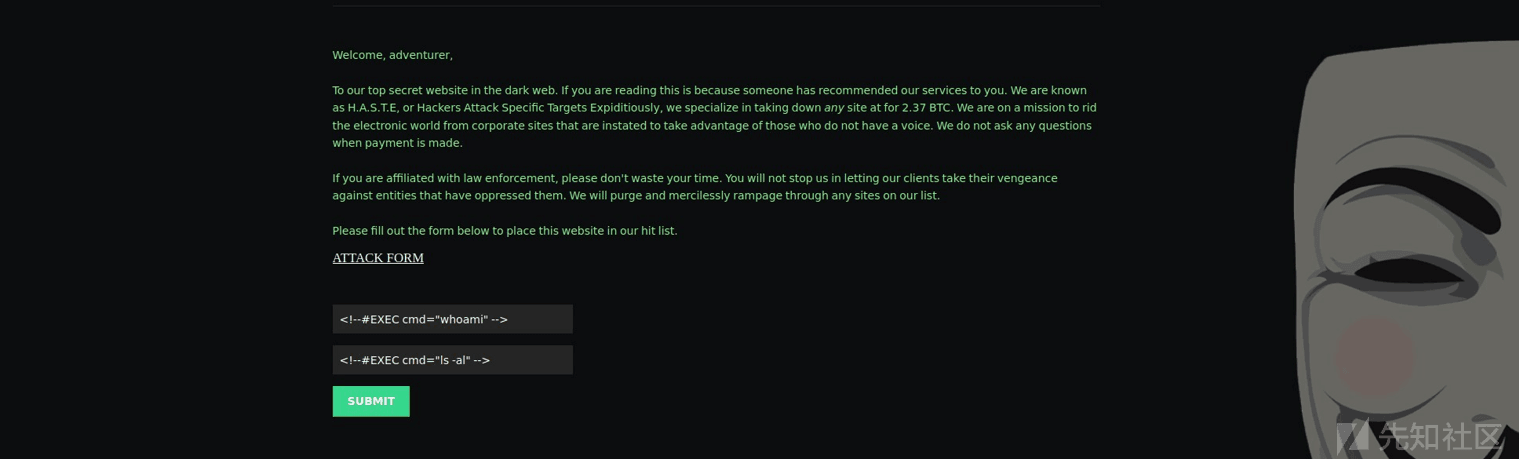 Welcome, adventurer,
To our top secret website in the dark web. If you are reading this is because someone has recommended our services to you. We are known
as H.A.S.T.E, or Hackers Attack Specific Targets Expiditiously, we specialize in taking down any site at for 2.37 BTC. We are on a mission to rid
the electronic world from corporate sites that are instated to take advantage of those who do not have a voice. We do not ask any questions
when payment is made.
If you are affiliated with law enforcement, please don't waste your time. You will not stop us in letting our clients take their vengeance
against entities that have oppressed them. We will purge and mercilessly rampage through any sites on our list.
Please fill out the form below to place this website in our hit list.
ATTACK FORM
<!--#EXEC cmd="whoami" -->
<!--#EXEC cmd="ls -al" -->
SUBMIT
先知社区